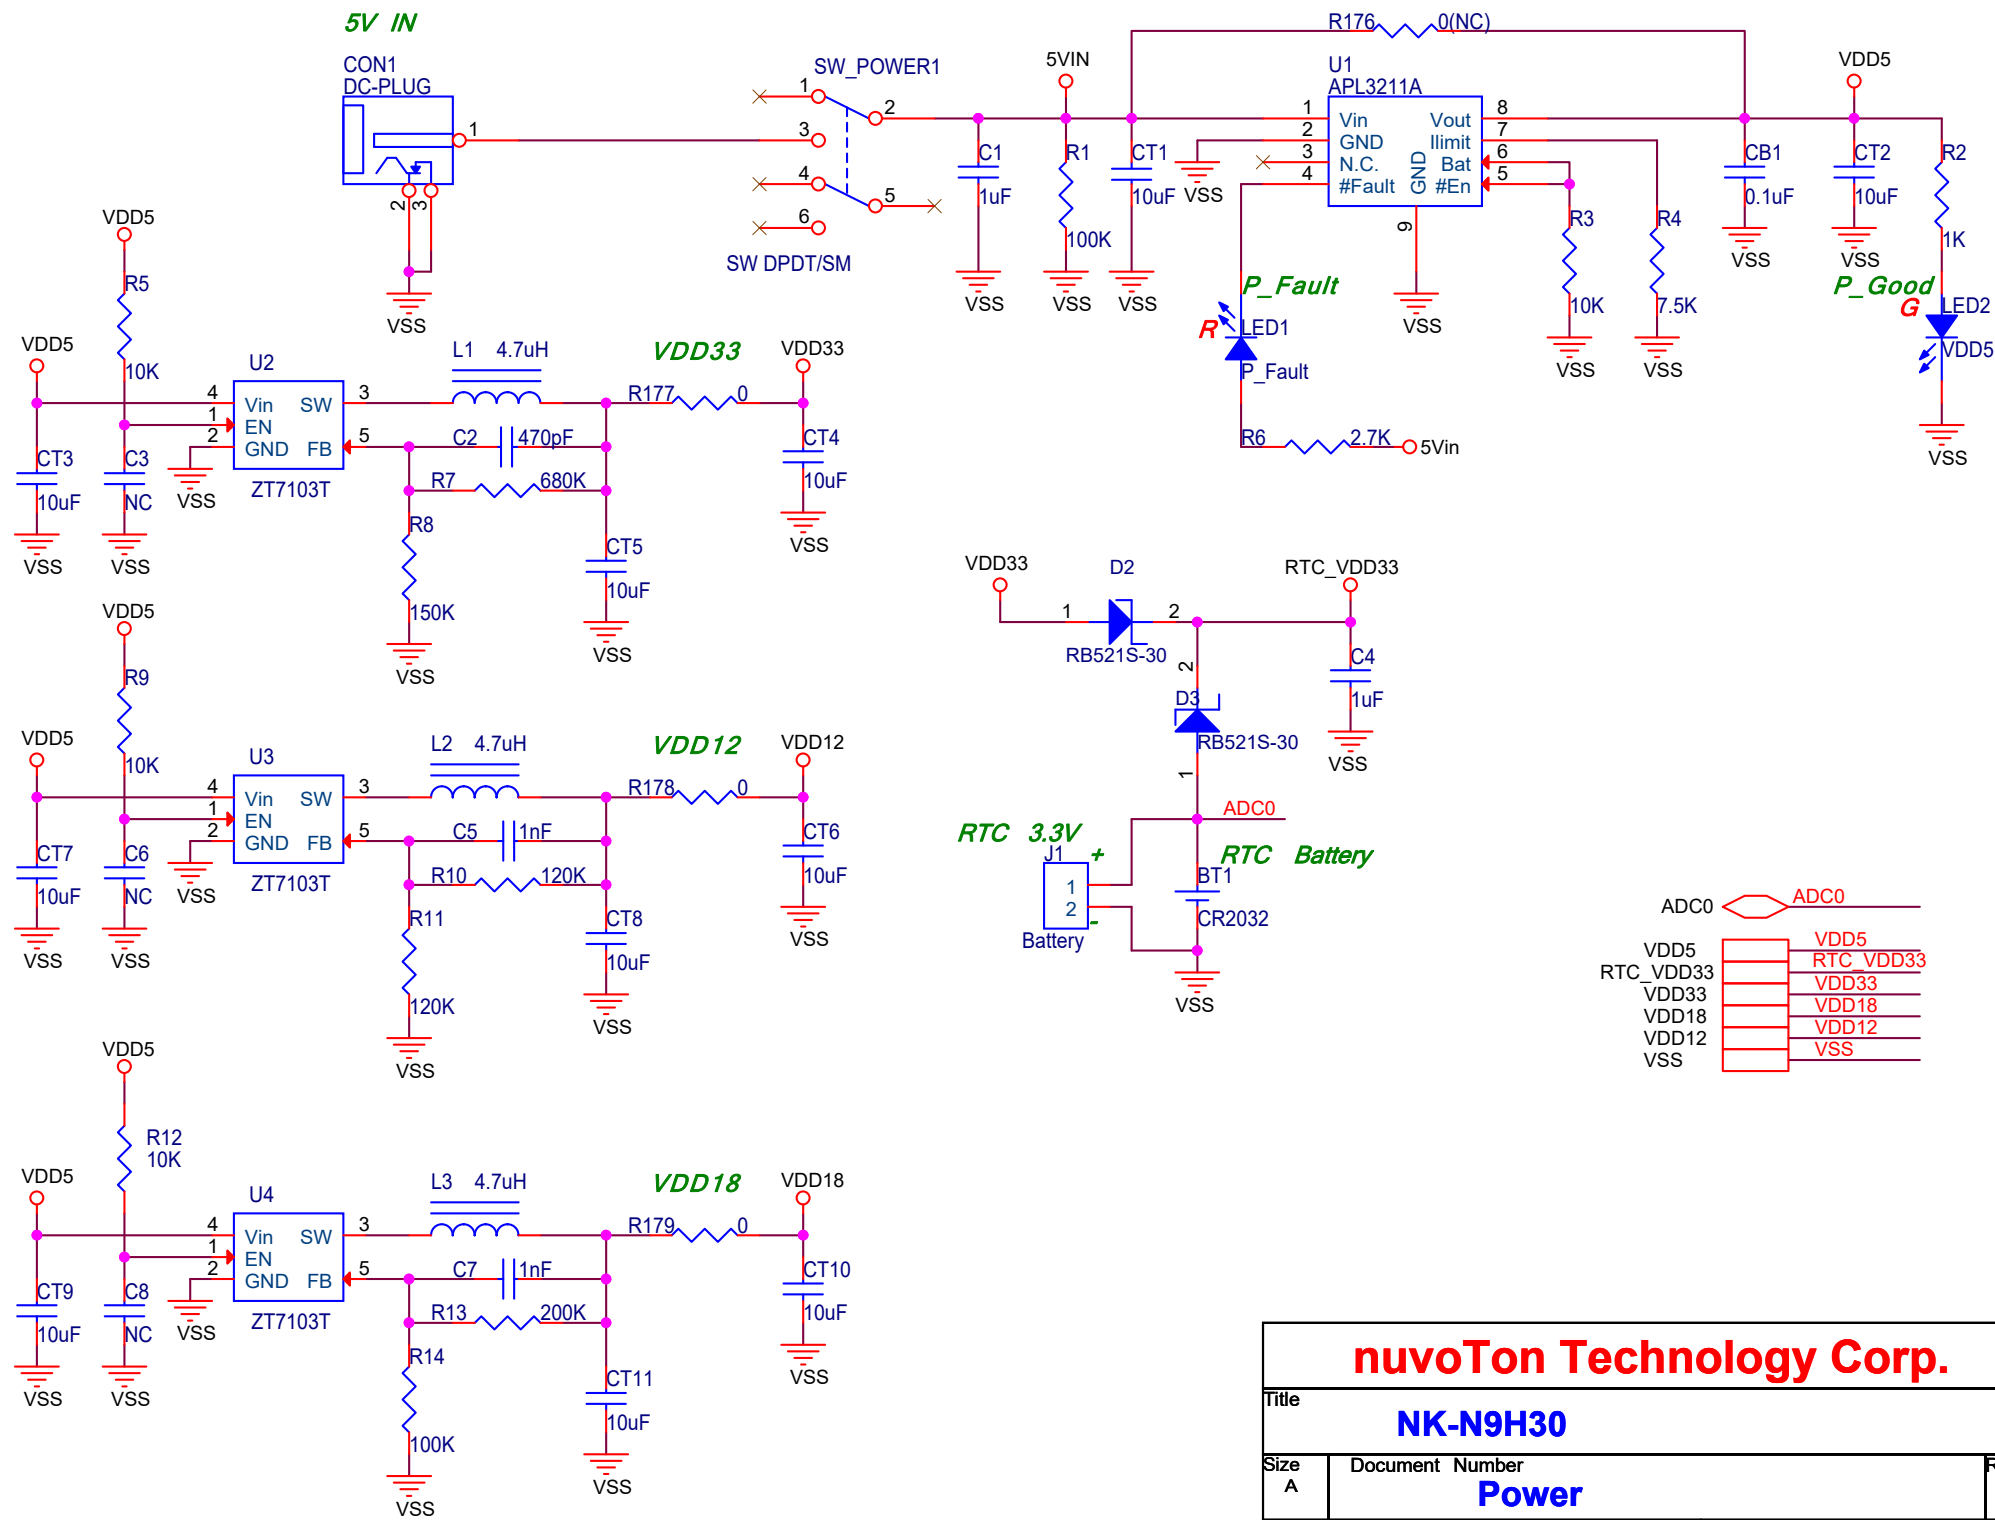 5V IN
CON1
DC-PLUG
1
2
3
VSS
SW_POWER1
1
2
3
4
5
6
SW DPDT/SM
5VIN
C1
1uF
VSS
R1
100K
VSS
CT1
10uF
VSS
R176 0(NC)
U1
APL3211A
1 Vin Vout 8
2 GND Ilimit 7
3 N.C. Bat 6
4 #Fault #En 5
GND
9
VSS
VSS
P_Fault
R
LED1
P_Fault
R6 2.7K 5Vin
R3
10K
VSS
R4
7.5K
VSS
CB1
0.1uF
VSS
VDD5
CT2
10uF
VSS
R2
1K
P_Good
G
LED2
VDD5
VSS
VDD5
R5
10K
VDD5
CT3
10uF
VSS
C3
NC
VSS
U2
4 Vin SW 3
1 EN
2 GND FB 5
VSS
ZT7103T
L1 4.7uH
VDD33
R177 0
VDD33
C2 470pF
R7 680K
R8
150K
VSS
CT5
10uF
VSS
CT4
10uF
VSS
VDD5
R9
10K
VDD5
CT7
10uF
VSS
C6
NC
VSS
U3
4 Vin SW 3
1 EN
2 GND FB 5
VSS
ZT7103T
L2 4.7uH
VDD12
R178 0
VDD12
C5 1nF
R10 120K
R11
120K
VSS
CT8
10uF
VSS
CT6
10uF
VSS
VDD5
R12
10K
VDD5
CT9
10uF
VSS
C8
NC
VSS
U4
4 Vin SW 3
1 EN
2 GND FB 5
VSS
ZT7103T
L3 4.7uH
VDD18
R179 0
VDD18
C7 1nF
R13 200K
R14
100K
VSS
CT11
10uF
VSS
CT10
10uF
VSS
VDD33
D2
1 2
RB521S-30
RTC_VDD33
C4
1uF
VSS
2
D3
RB521S-30
1
ADC0
RTC 3.3V
J1 +
1
2
-
Battery
RTC Battery
BT1
CR2032
VSS
ADC0 ADC0
VDD5 VDD5
RTC_VDD33 RTC_VDD33
VDD33 VDD33
VDD18 VDD18
VDD12 VDD12
VSS VSS
nuvoTon Technology Corp.
Title
NK-N9H30
Size
A
Document Number
Power